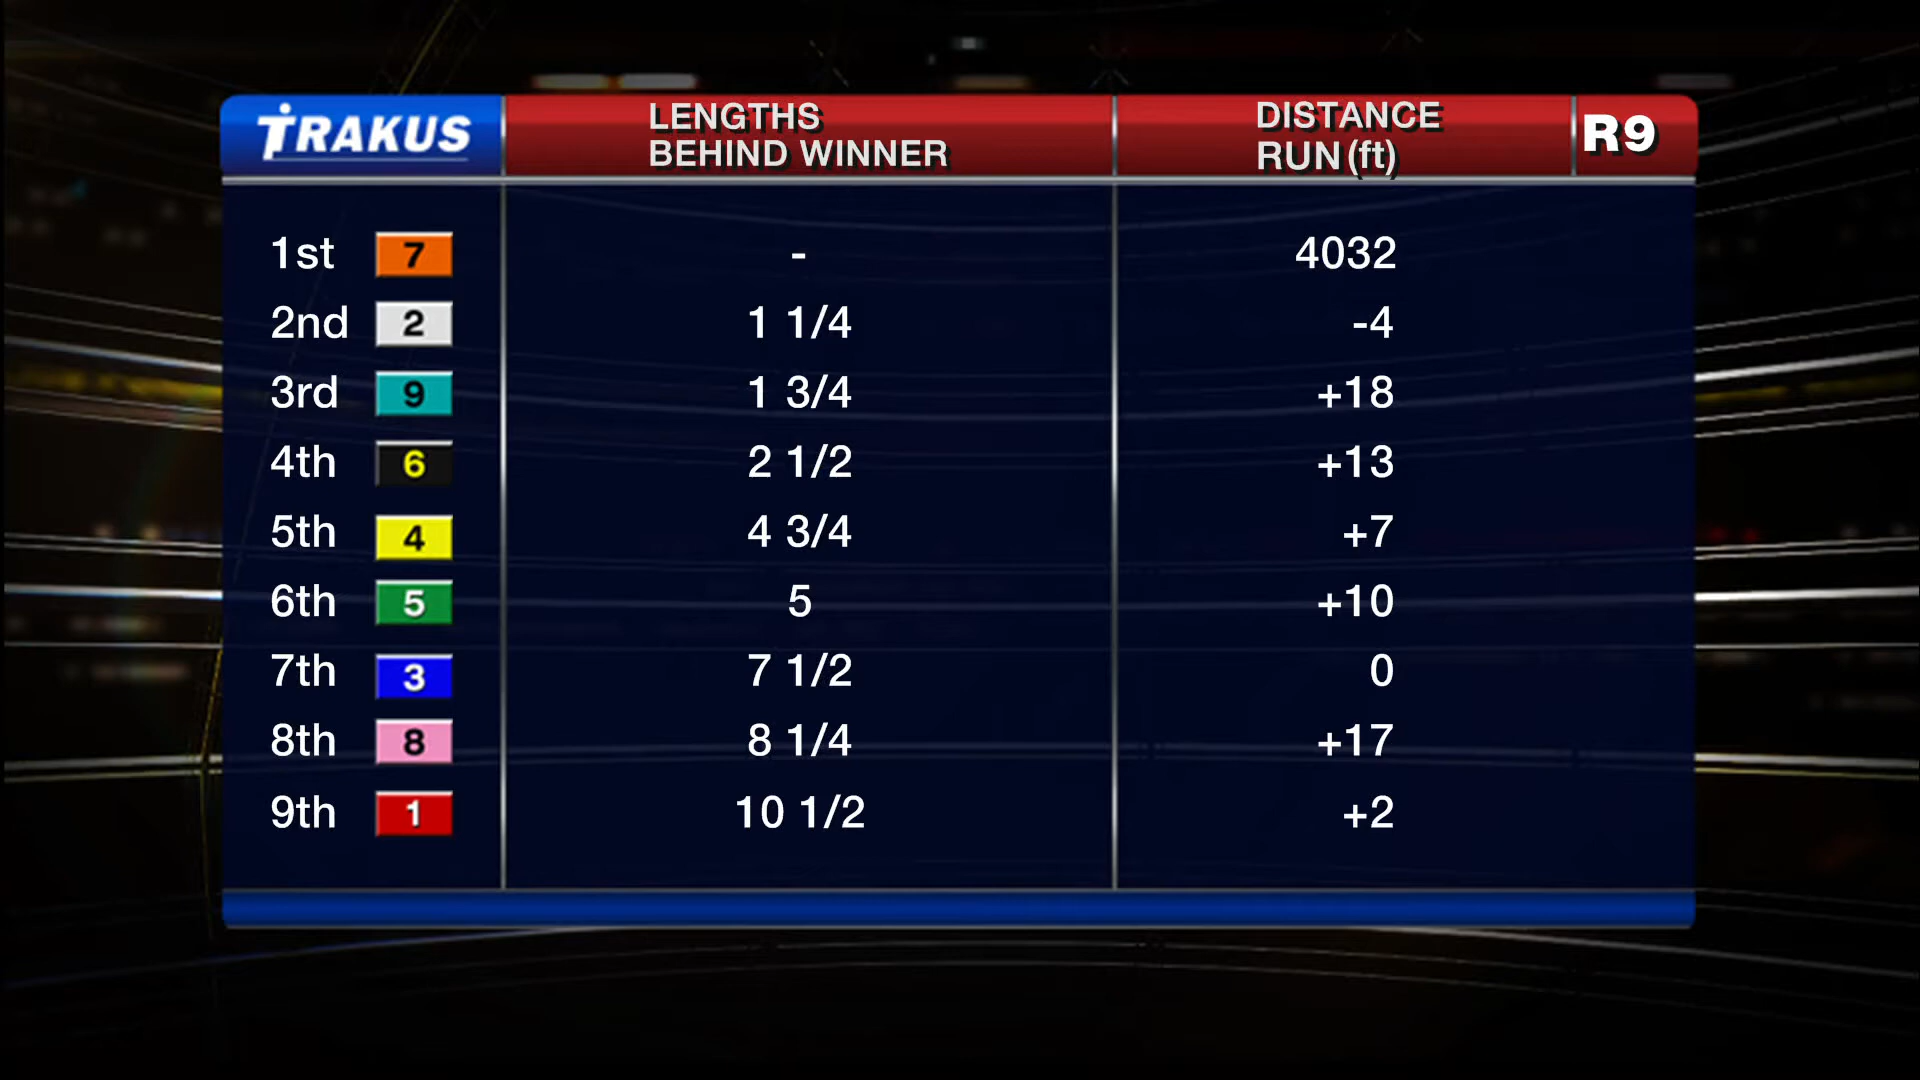 TRAKUS
LENGTHS
BEHIND WINNER
DISTANCE
RUN (ft)
R9
1st 7 - 4032
2nd 2 1 1/4 -4
3rd 9 1 3/4 +18
4th 6 2 1/2 +13
5th 4 4 3/4 +7
6th 5 5 +10
7th 3 7 1/2 0
8th 8 8 1/4 +17
9th 1 10 1/2 +2